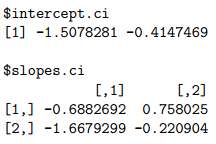 $intercept.ci
[1] -1.5078281 -0.4147469
$slopes.ci
[,1] [,2]
[1,] -0.6882692 0.758025
[2,] -1.6679299 -0.220904